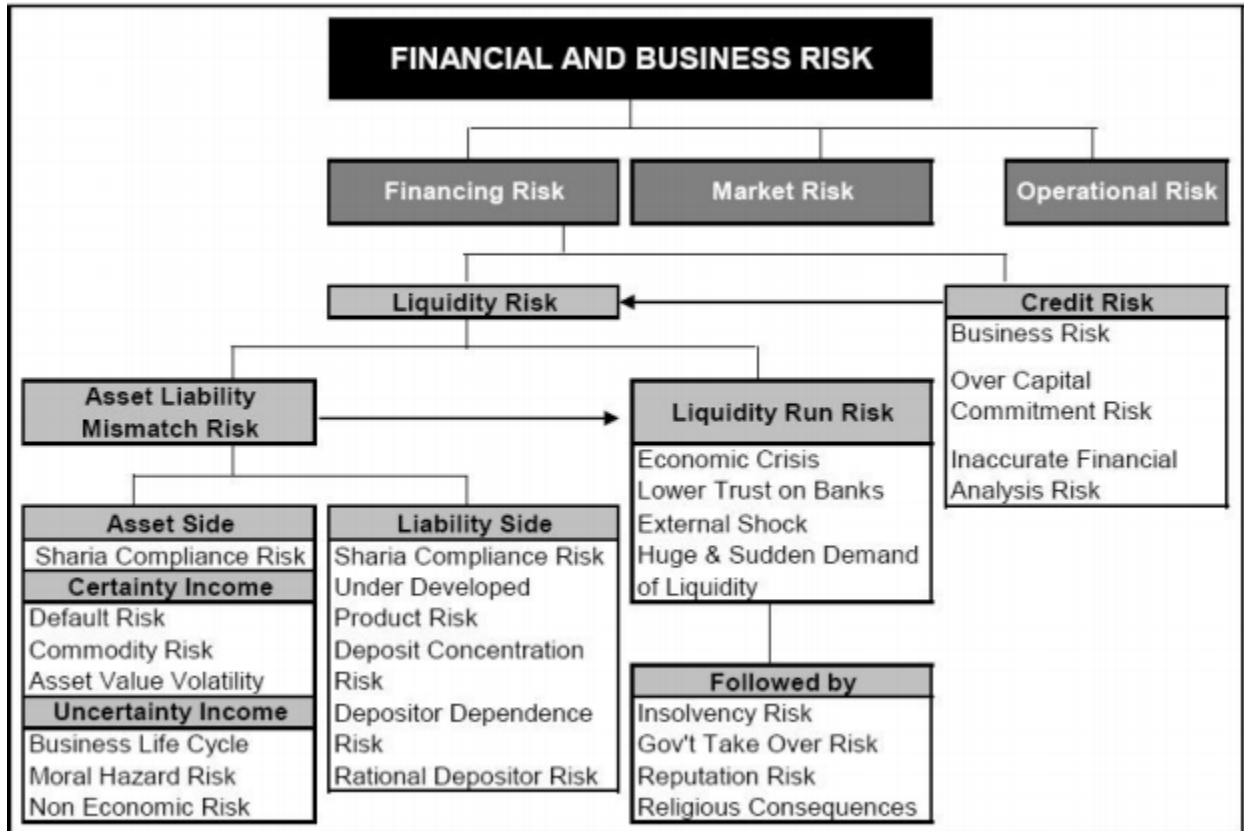 FINANCIAL AND BUSINESS RISK
Financing Risk
Market Risk
Operational Risk
Liquidity Risk
Credit Risk
Business Risk
Over Capital
Commitment Risk
Inaccurate Financial
Analysis Risk
Asset Liability
Mismatch Risk
Liquidity Run Risk
Economic Crisis
Lower Trust on Banks
External Shock
Huge & Sudden Demand
of Liquidity
Asset Side
Sharia Compliance Risk
Certainty Income
Default Risk
Commodity Risk
Asset Value Volatility
Uncertainty Income
Business Life Cycle
Moral Hazard Risk
Non Economic Risk
Liability Side
Sharia Compliance Risk
Under Developed
Product Risk
Deposit Concentration
Risk
Depositor Dependence
Risk
Rational Depositor Risk
Followed by
Insolvency Risk
Gov't Take Over Risk
Reputation Risk
Religious Consequences